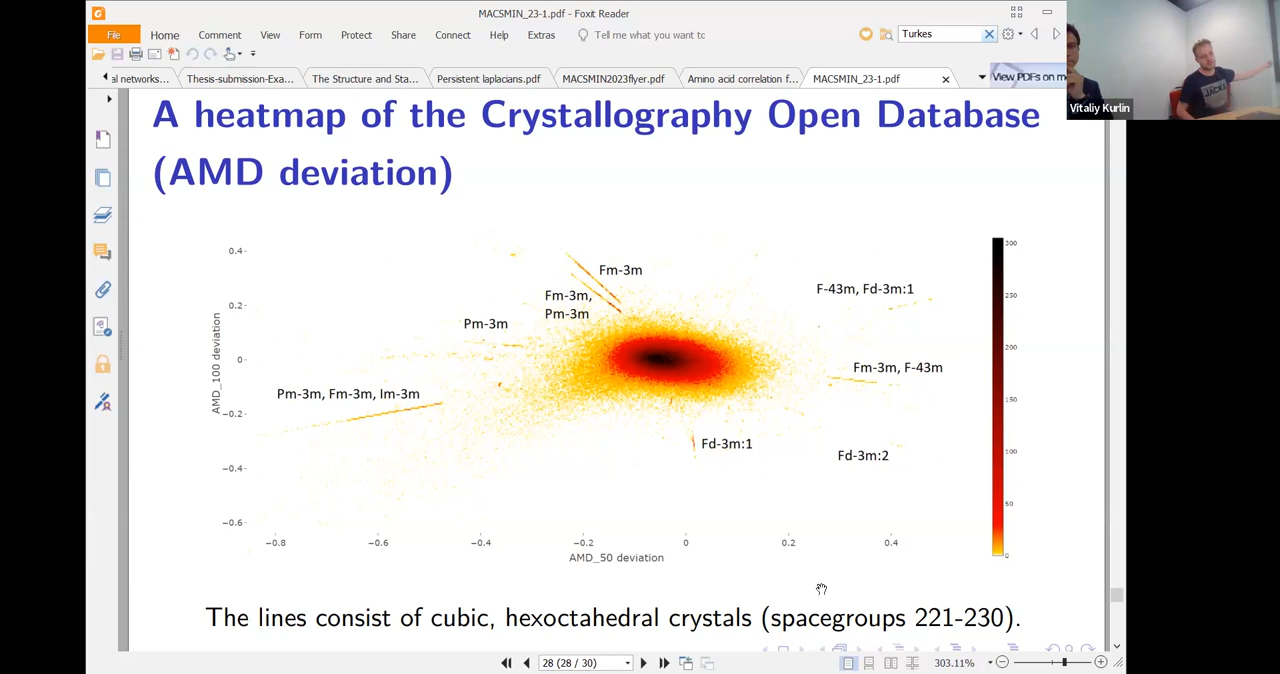 MACSMIN_23-1.pdf - Foxit Reader
File Home Comment View Form Protect Share Connect Help Extras Tell me what you want tc Turkes
al networks... Thesis-submission-Exa... The Structure and Sta... Persistent laplacians.pdf MACSMIN2023flyer.pdf Amino acid correlation f... MACSMIN_23-1.pdf View PDFs on m
Vitaliy Kurlin
JACK
A heatmap of the Crystallography Open Database
(AMD deviation)
0.4
0.2
0
−0.2
−0.4
−0.6
AMD_100 deviation
Fm-3m
Fm-3m,
Pm-3m
Pm-3m
Pm-3m, Fm-3m, Im-3m
F-43m, Fd-3m:1
Fm-3m, F-43m
Fd-3m:1
Fd-3m:2
300
250
200
150
100
50
0
−0.8 −0.6 −0.4 −0.2 0 0.2 0.4
AMD_50 deviation
The lines consist of cubic, hexoctahedral crystals (spacegroups 221-230).
28 (28 / 30) 303.11%